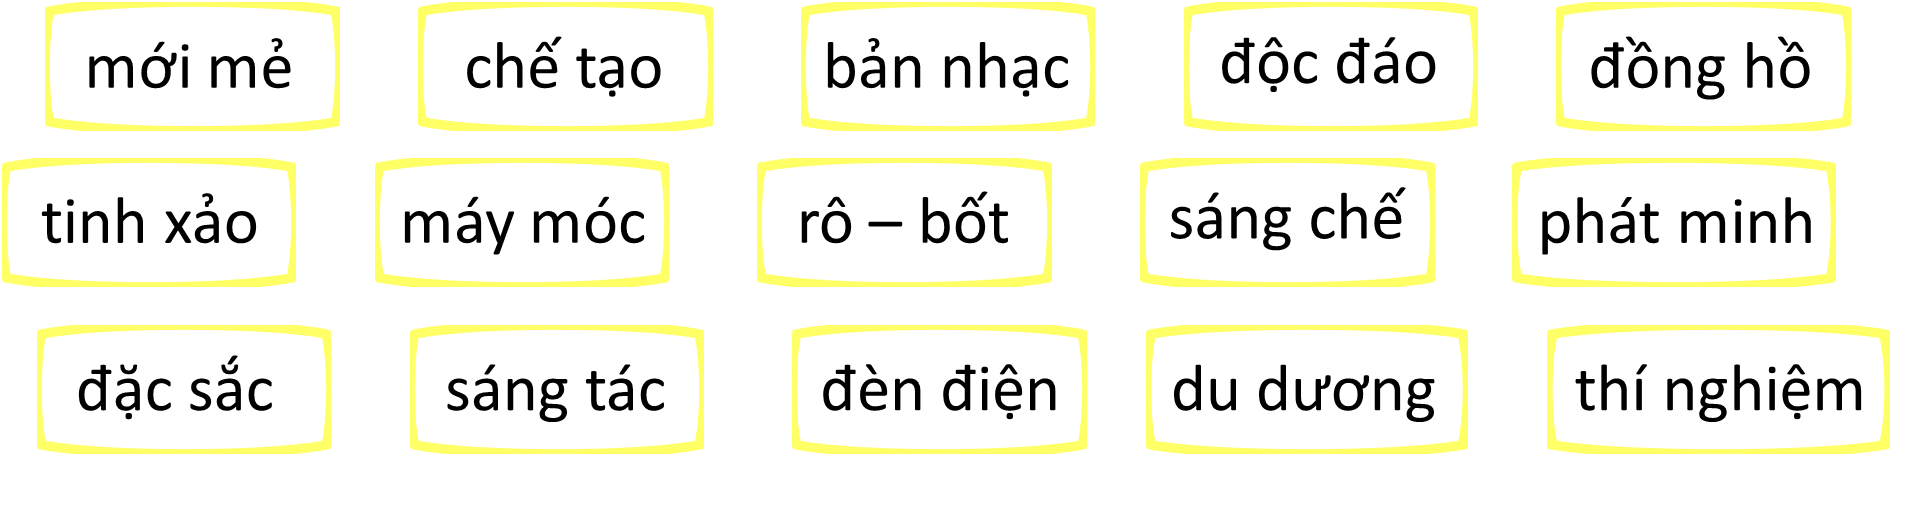 mới mẻ chế tạo bản nhạc độc đáo đồng hồ
tinh xảo máy móc rô – bốt sáng chế phát minh
đặc sắc sáng tác đèn điện du dương thí nghiệm